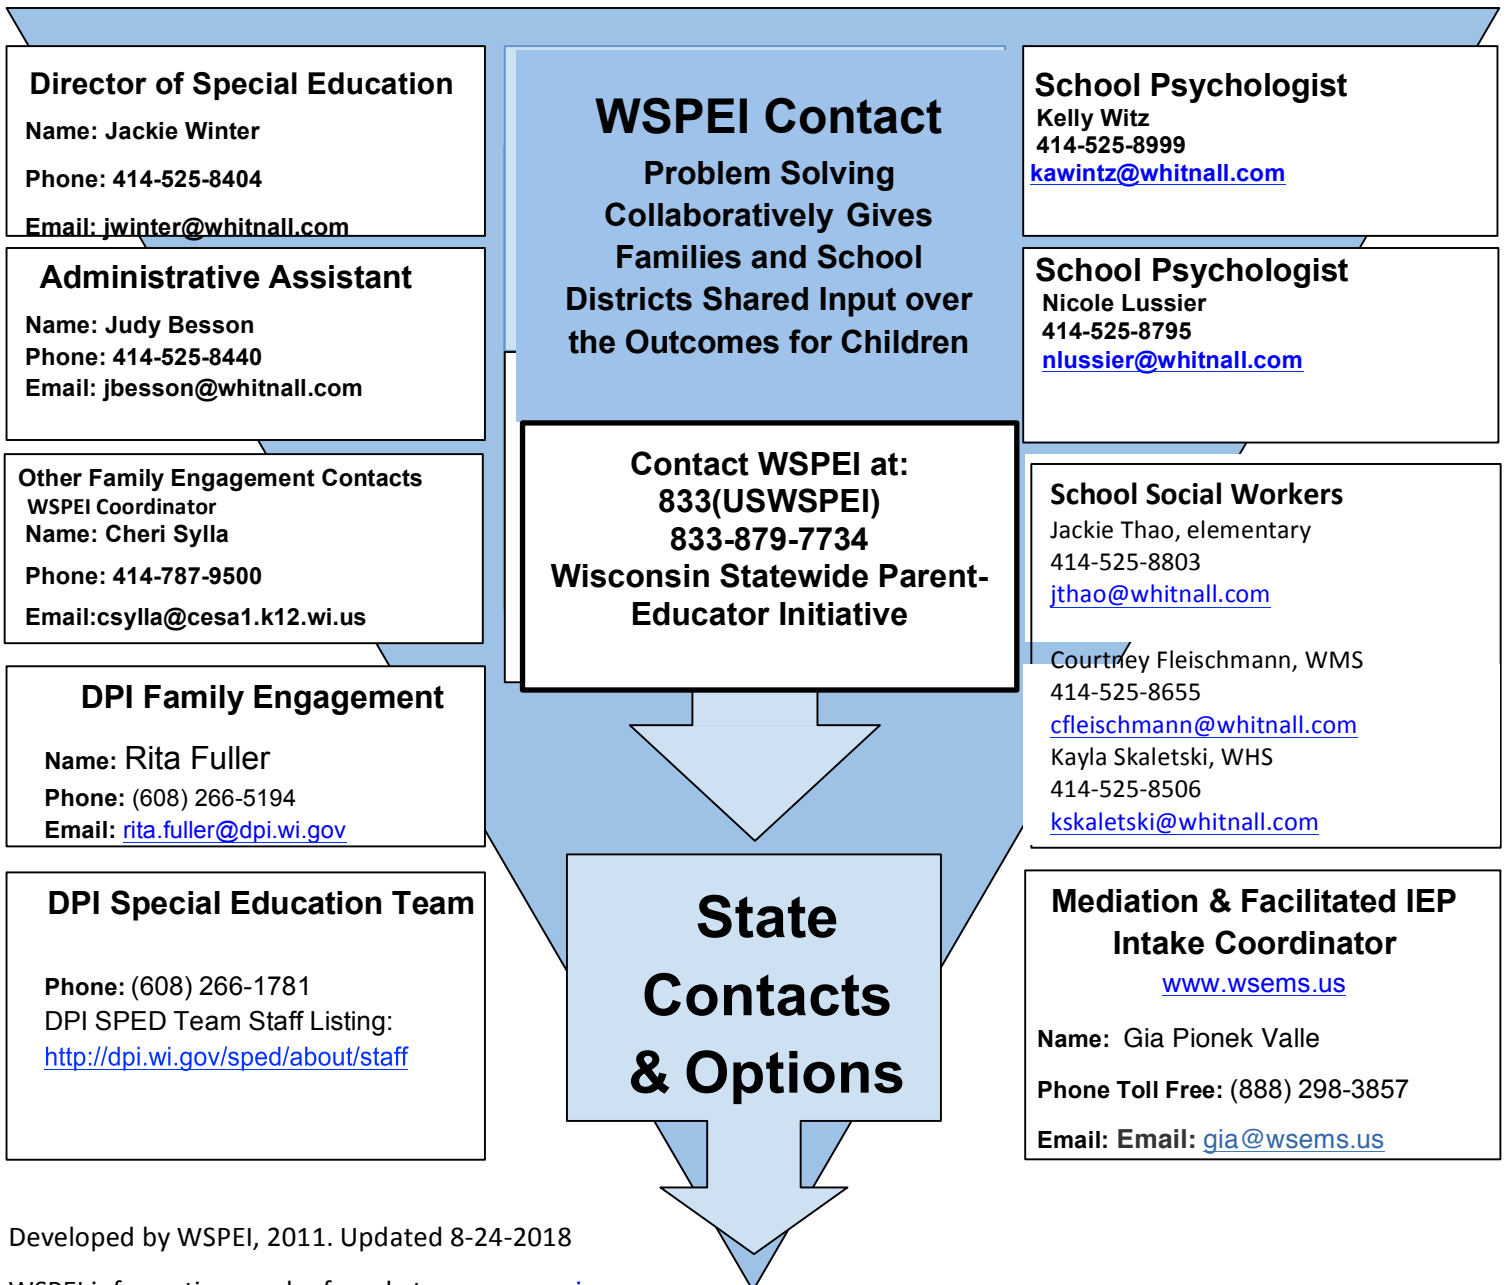 Director of Special Education
Name: Jackie Winter
Phone: 414-525-8404
Email: jwinter@whitnall.com
Administrative Assistant
Name: Judy Besson
Phone: 414-525-8440
Email: jbesson@whitnall.com
Other Family Engagement Contacts
WSPEI Coordinator
Name: Cheri Sylla
Phone: 414-787-9500
Email:csylla@cesa1.k12.wi.us
DPI Family Engagement
Name: Rita Fuller
Phone: (608) 266-5194
Email: rita.fuller@dpi.wi.gov
DPI Special Education Team
Phone: (608) 266-1781
DPI SPED Team Staff Listing:
http://dpi.wi.gov/sped/about/staff
WSPEI Contact
Problem Solving
Collaboratively Gives
Families and School
Districts Shared Input over
the Outcomes for Children
Contact WSPEI at:
833(USWSPEI)
833-879-7734
Wisconsin Statewide Parent-
Educator Initiative
State
Contacts
& Options
School Psychologist
Kelly Witz
414-525-8999
kawintz@whitnall.com
School Psychologist
Nicole Lussier
414-525-8795
nlussier@whitnall.com
School Social Workers
Jackie Thao, elementary
414-525-8803
jthao@whitnall.com
Courtney Fleischmann, WMS
414-525-8655
cfleischmann@whitnall.com
Kayla Skaletski, WHS
414-525-8506
kskaletski@whitnall.com
Mediation & Facilitated IEP
Intake Coordinator
www.wsems.us
Name: Gia Pionek Valle
Phone Toll Free: (888) 298-3857
Email: Email: gia@wsems.us
Developed by WSPEI, 2011. Updated 8-24-2018
WSPEI